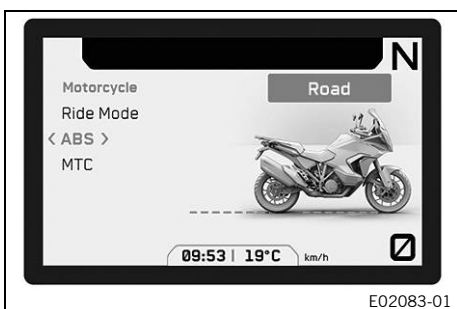 N
Motorcycle
Road
Ride Mode
< ABS >
MTC
09:53 | 19°C km/h
0
E02083-01